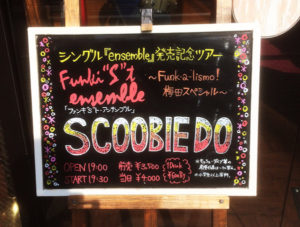 シングル『ensemble』発売記念ツアー
Funki"S"t
ensemble
～Funk-a-lismo!
梅田スペシャル～
「ファンキ"S"ト・アンサンブル」
SCOOBIE DO
OPEN 19:00 前売 ¥3,500
START 19:30 当日 ¥4,000